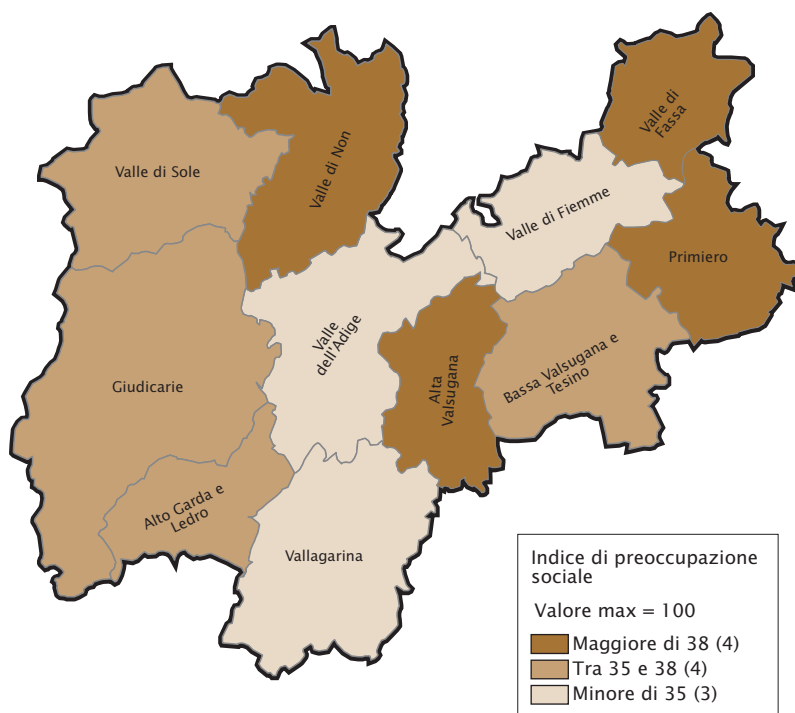 Valle di
Fassa
Valle di Sole
Valle di Non
Valle di Fiemme
Primiero
Valle
dell'Adige
Giudicarie
Alta
Valsugana
Bassa Valsugana e
Tesino
Alto Garda e
Ledro
Vallagarina
Indice di preoccupazione
sociale
Valore max = 100
Maggiore di 38 (4)
Tra 35 e 38 (4)
Minore di 35 (3)